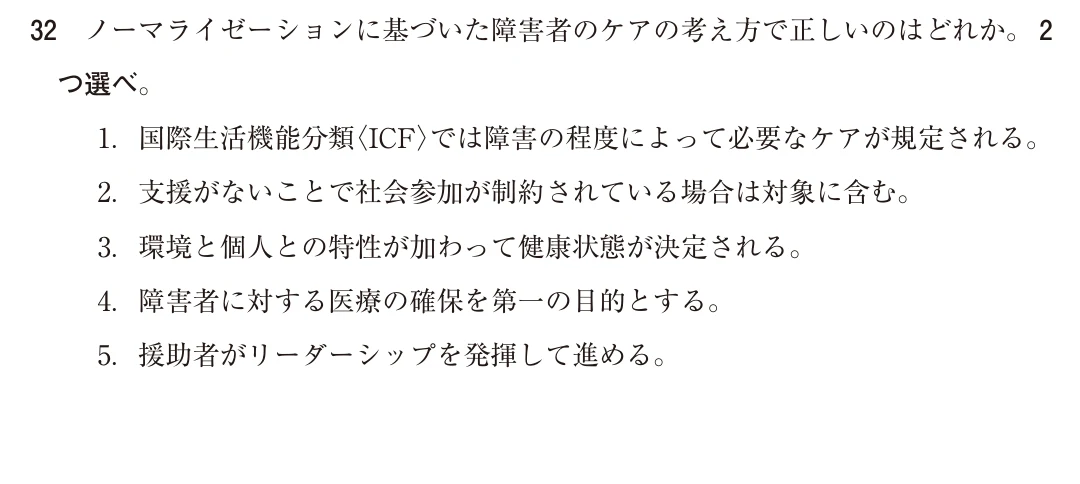 32 ノーマライゼーションに基づいた障害者のケアの考え方で正しいのはどれか。2
つ選べ。
1. 国際生活機能分類〈ICF〉では障害の程度によって必要なケアが規定される。
2. 支援がないことで社会参加が制約されている場合は対象に含む。
3. 環境と個人との特性が加わって健康状態が決定される。
4. 障害者に対する医療の確保を第一の目的とする。
5. 援助者がリーダーシップを発揮して進める。